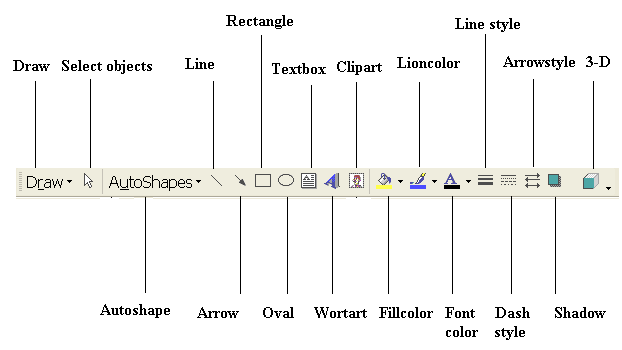 Rectangle
Line style
Draw Select objects Line Textbox Clipart Lioncolor Arrowstyle 3-D
Draw AutoShapes A A
Autoshape Arrow Oval Wortart Fillcolor Font color Dash style Shadow